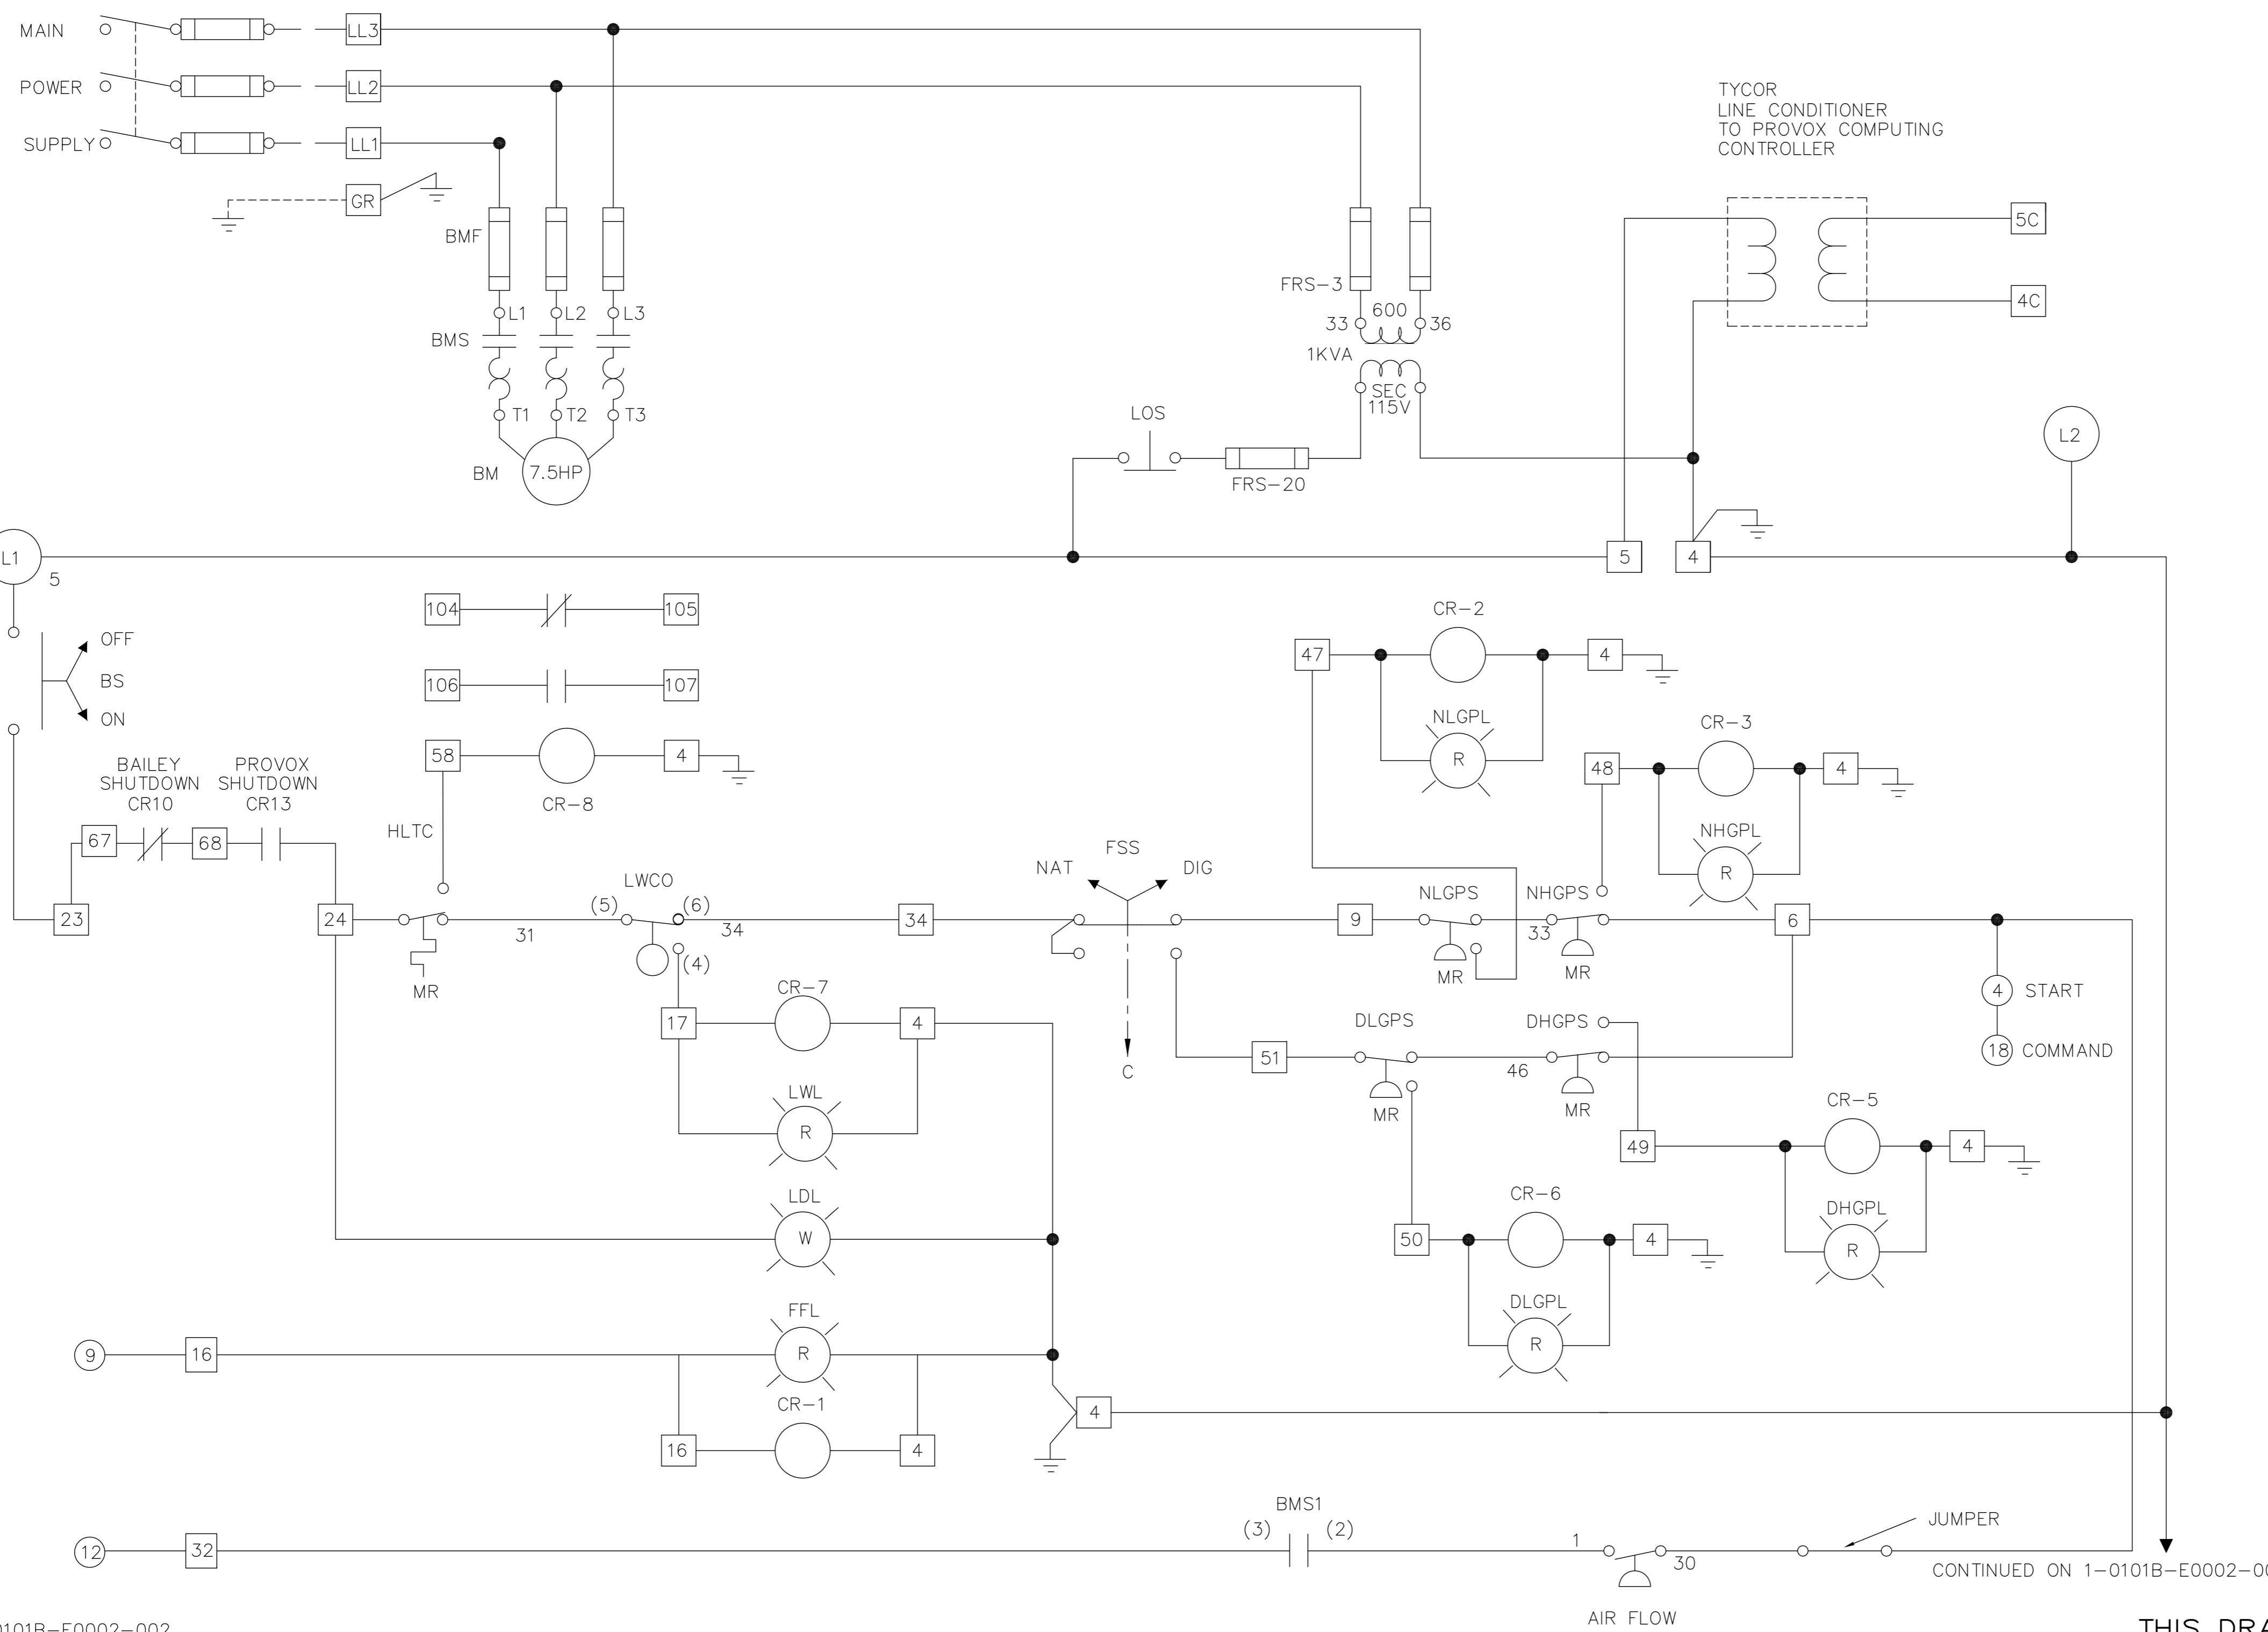 MAIN
LL3
POWER
LL2
TYCOR
LINE CONDITIONER
TO PROVOX COMPUTING
CONTROLLER
SUPPLY
LL1
GR
5C
BMF
FRS-3
4C
L1
L2
L3
33
600
36
BMS
1KVA
SEC
115V
T1
T2
T3
LOS
L2
BM
7.5HP
FRS-20
L1
5
5
4
104
105
CR-2
OFF
47
4
BS
106
107
ON
NLGPL
CR-3
R
58
4
48
4
BAILEY
SHUTDOWN
CR10
PROVOX
SHUTDOWN
CR13
CR-8
HLTC
NHGPL
67
68
FSS
NAT
DIG
R
LWCO
NLGPS
NHGPS
(5)
(6)
23
24
31
34
34
9
33
6
(4)
MR
MR
MR
CR-7
4
START
17
4
DLGPS
DHGPS
51
46
18
COMMAND
C
LWL
MR
MR
CR-5
R
49
4
LDL
CR-6
DHGPL
W
50
4
R
FFL
DLGPL
9
16
R
R
CR-1
4
16
4
BMS1
(3)
(2)
JUMPER
12
32
1
30
CONTINUED ON 1-0101B-E0002-00
AIR FLOW
0101B-E0002-002
THIS DRA